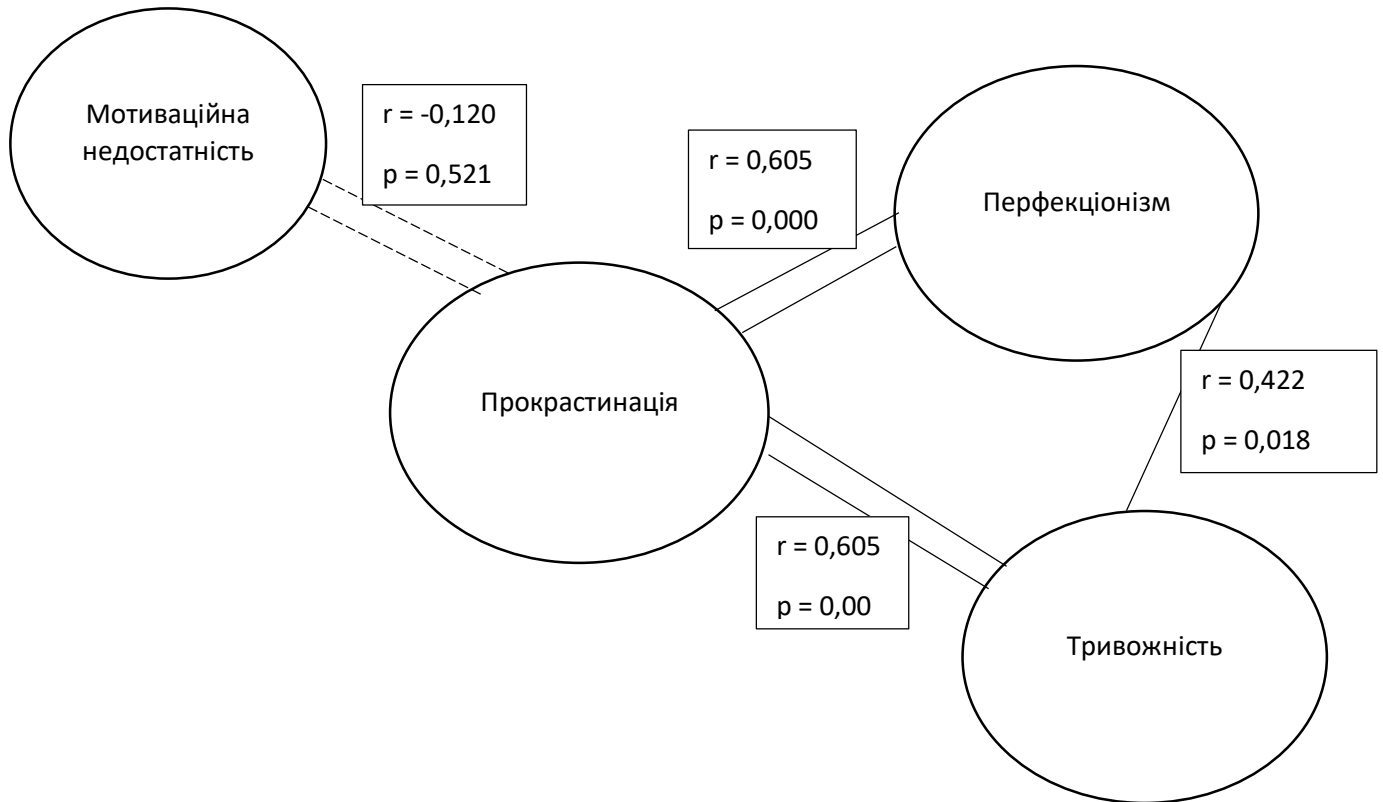 Мотиваційна
недостатність
r = -0,120
p = 0,521
r = 0,605
p = 0,000
Перфекціонізм
r = 0,422
p = 0,018
Прокрастинація
r = 0,605
p = 0,00
Тривожність